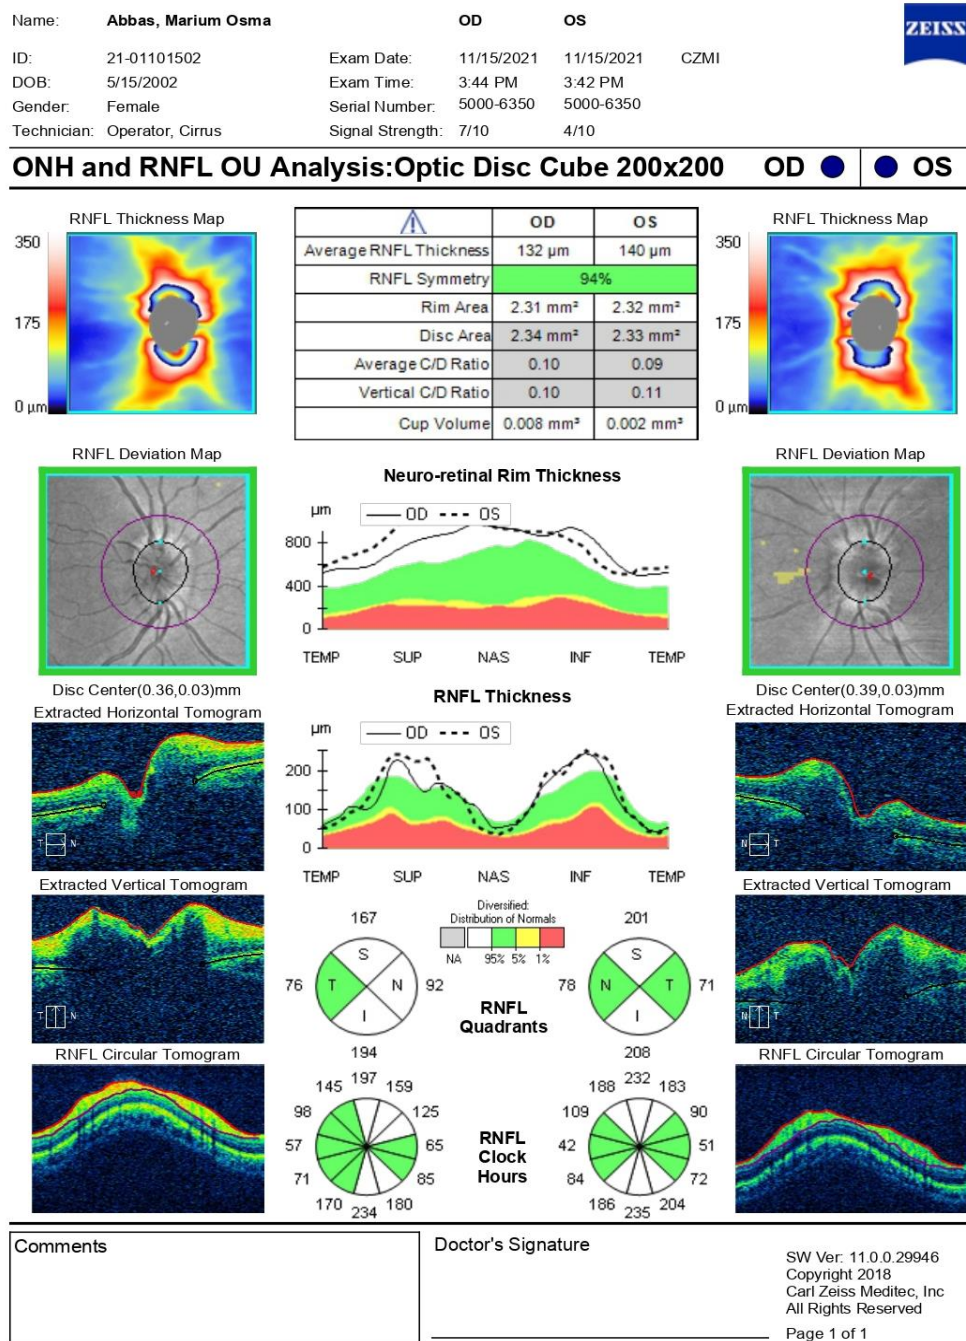 Name: Abbas, Marium Osma OD OS
ZEISS
ID: 21-01101502 Exam Date: 11/15/2021 11/15/2021 CZMI
DOB: 5/15/2002 Exam Time: 3:44 PM 3:42 PM
Gender: Female Serial Number: 5000-6350 5000-6350
Technician: Operator, Cirrus Signal Strength: 7/10 4/10
ONH and RNFL OU Analysis:Optic Disc Cube 200x200 OD OS
RNFL Thickness Map
350
175
0 µm
OD OS
Average RNFL Thickness 132 µm 140 µm
RNFL Symmetry 94%
Rim Area 2.31 mm² 2.32 mm²
Disc Area 2.34 mm² 2.33 mm²
Average C/D Ratio 0.10 0.09
Vertical C/D Ratio 0.10 0.11
Cup Volume 0.008 mm³ 0.002 mm³
RNFL Thickness Map
350
175
0 µm
RNFL Deviation Map
Disc Center(0.36,0.03)mm
Neuro-retinal Rim Thickness
µm OD OS
800
400
0
TEMP SUP NAS INF TEMP
RNFL Deviation Map
Disc Center(0.39,0.03)mm
Extracted Horizontal Tomogram
T N
RNFL Thickness
µm OD OS
200
100
0
TEMP SUP NAS INF TEMP
Extracted Horizontal Tomogram
N T
Extracted Vertical Tomogram
T N
Extracted Vertical Tomogram
N T
Diversified:
Distribution of Normals
NA 95% 5% 1%
167
S
76 T N 92
I
194
RNFL
Quadrants
201
S
78 N T 71
I
208
RNFL Circular Tomogram
RNFL Circular Tomogram
145 197 159
98 125
57 65
71 85
170 234 180
RNFL
Clock
Hours
188 232 183
109 90
42 51
84 72
186 235 204
Comments
Doctor's Signature
SW Ver: 11.0.0.29946
Copyright 2018
Carl Zeiss Meditec, Inc
All Rights Reserved
Page 1 of 1